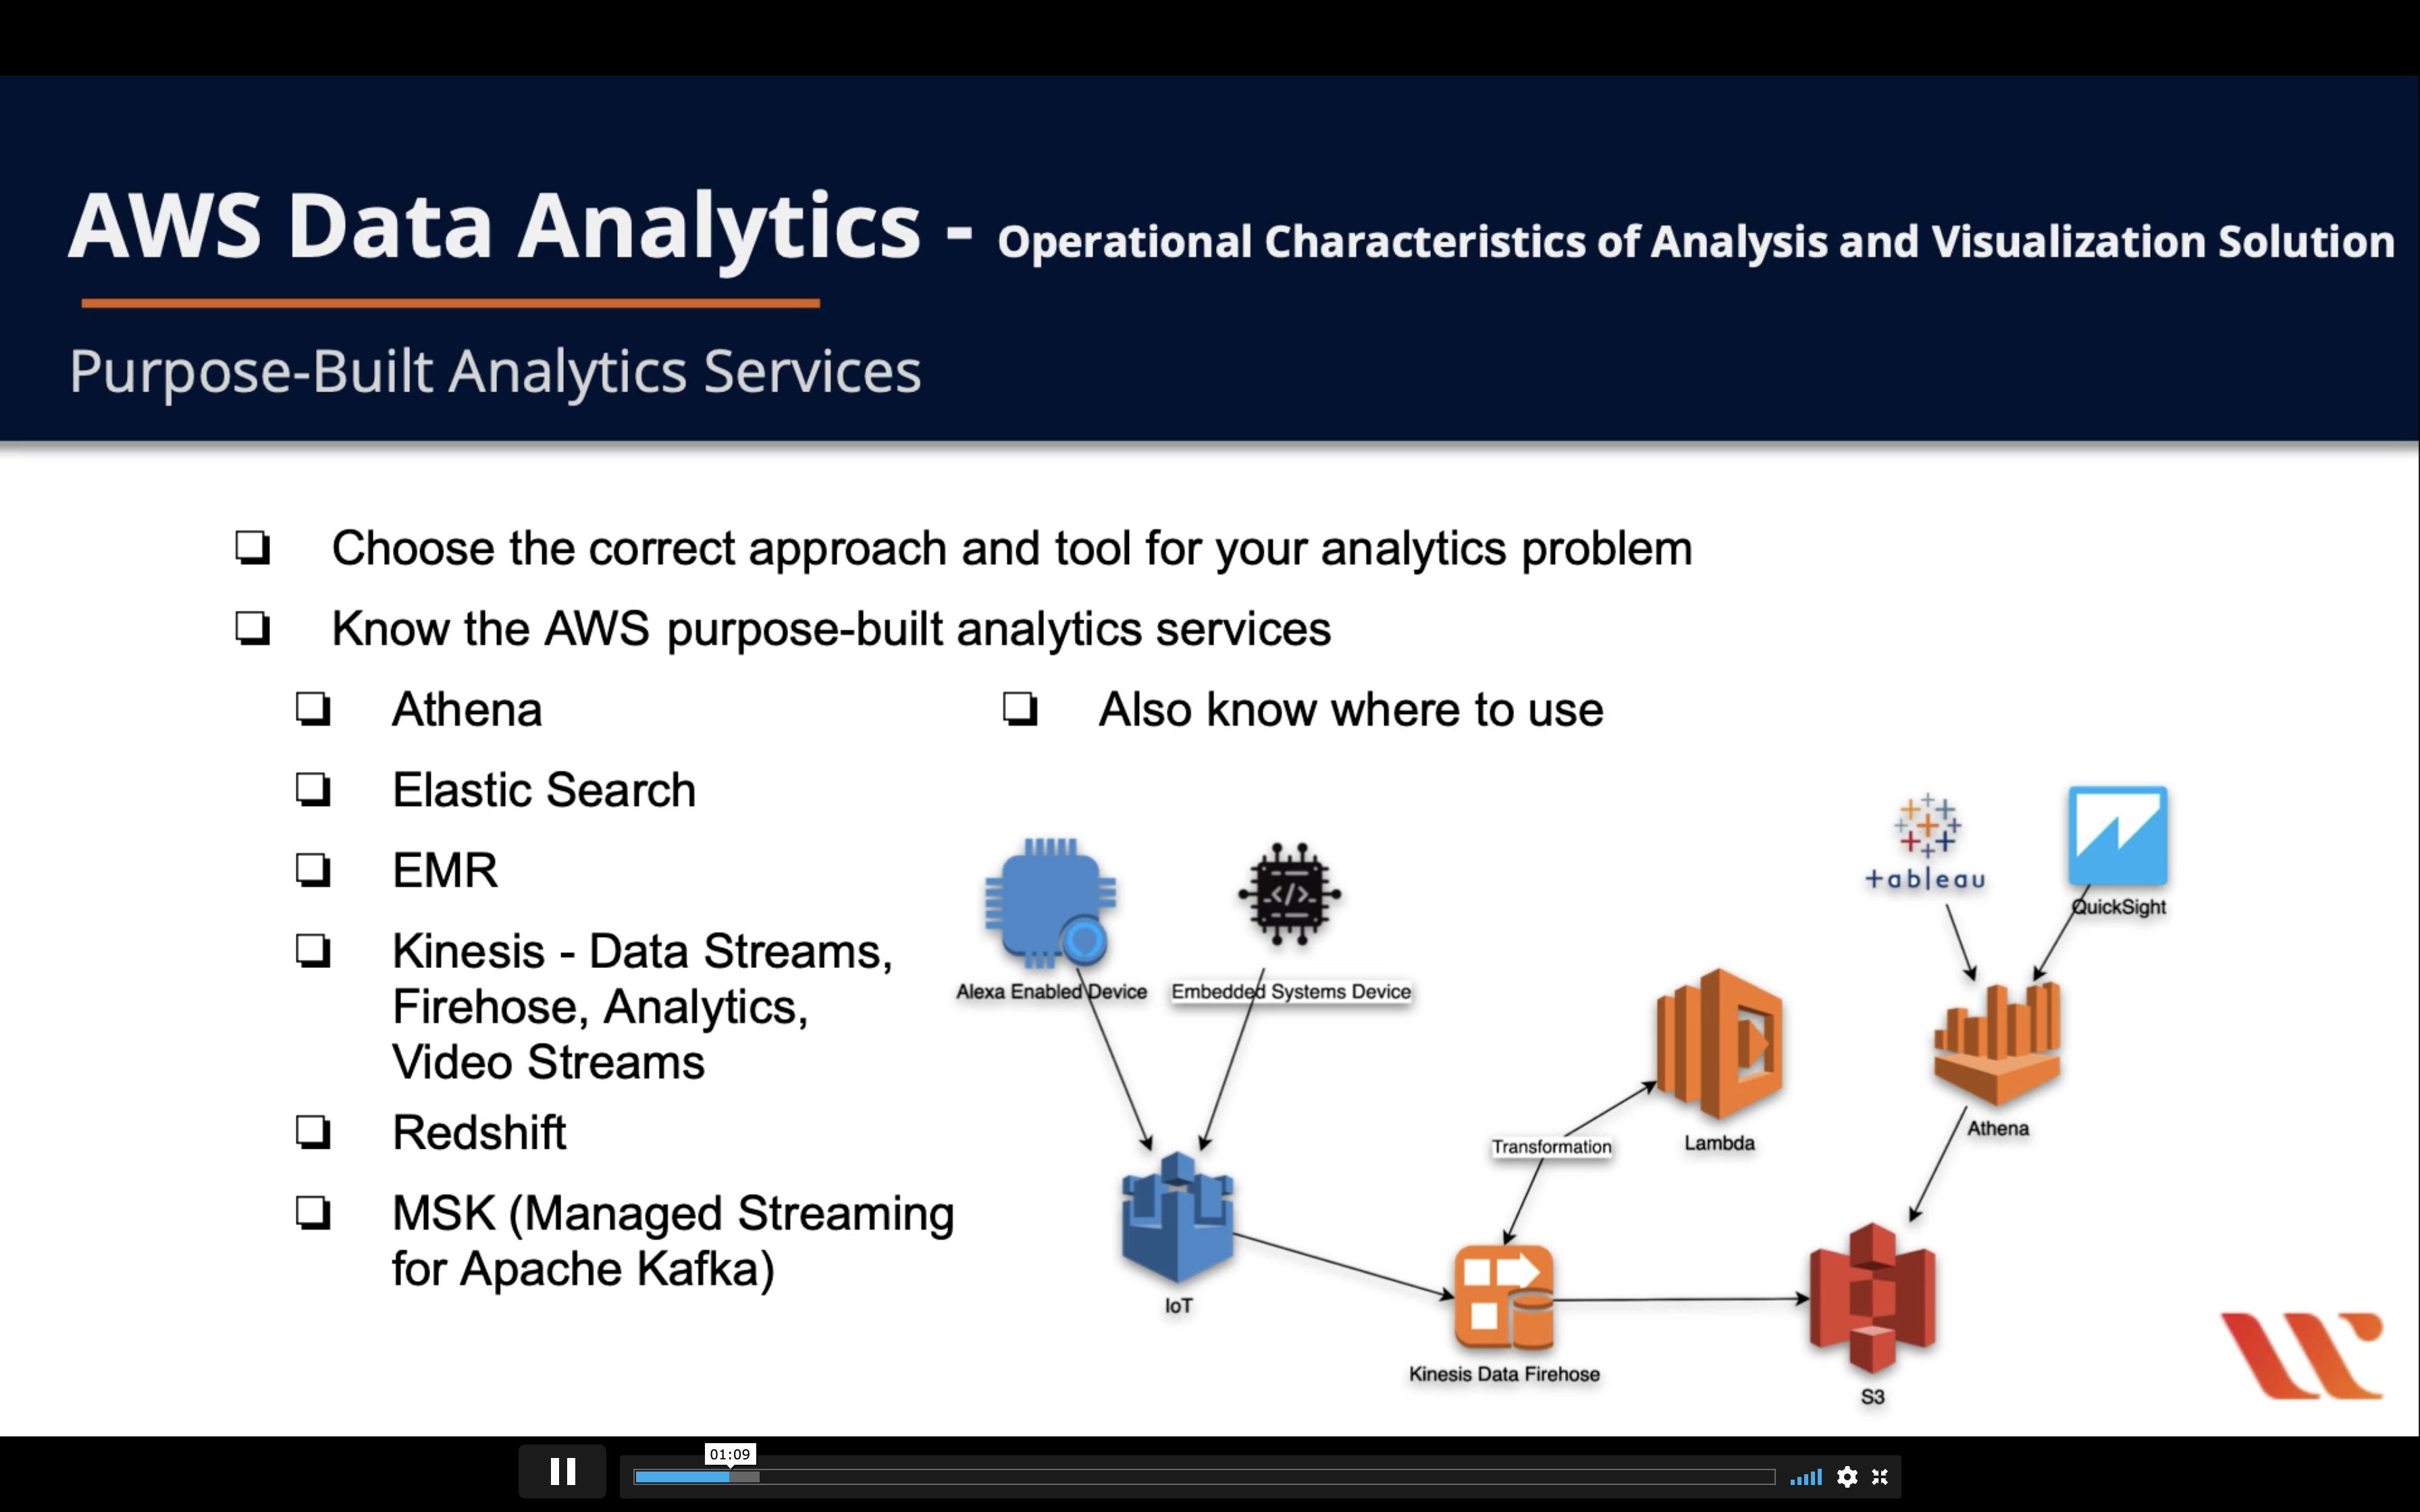 AWS Data Analytics - Operational Characteristics of Analysis and Visualization Solution
Purpose-Built Analytics Services
❏ Choose the correct approach and tool for your analytics problem
❏ Know the AWS purpose-built analytics services
❏ Athena
❏ Elastic Search
❏ EMR
❏ Kinesis - Data Streams,
Firehose, Analytics,
Video Streams
❏ Redshift
❏ MSK (Managed Streaming
for Apache Kafka)
❏ Also know where to use
Alexa Enabled Device
</>
Embedded Systems Device
+ableau
QuickSight
Transformation
Lambda
Athena
IoT
Kinesis Data Firehose
S3
01:09